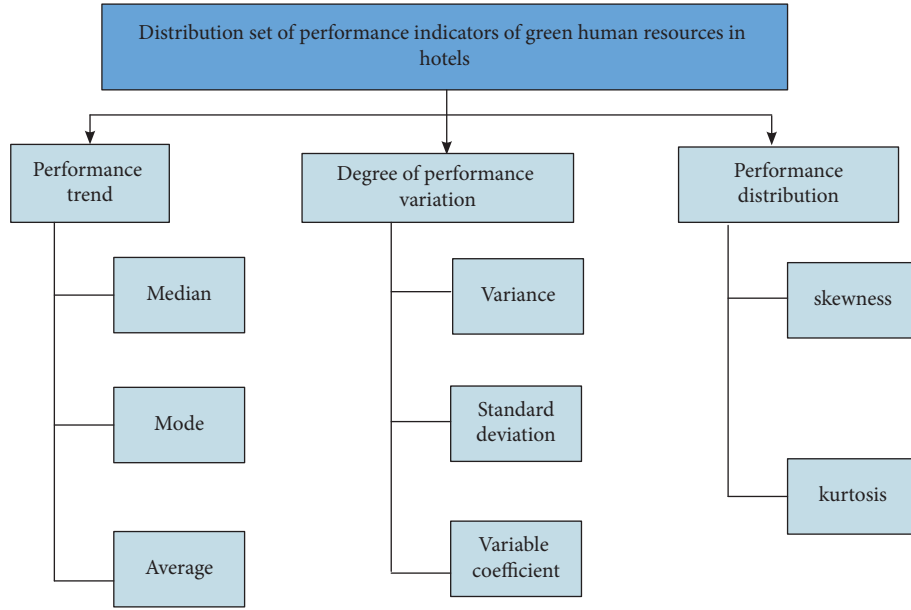 Distribution set of performance indicators of green human resources in
hotels
Performance
trend
Median
Mode
Average
Degree of performance
variation
Variance
Standard
deviation
Variable
coefficient
Performance
distribution
skewness
kurtosis